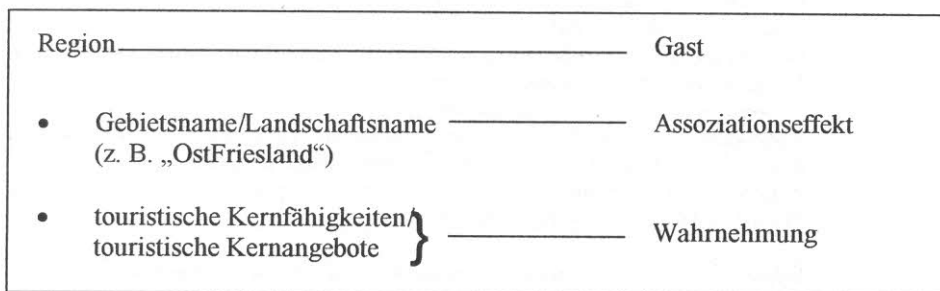 Region Gast
• Gebietsname/Landschaftsname Assoziationseffekt
(z. B. „OstFriesland“)
• touristische Kernfähigkeiten/
touristische Kernangebote } Wahrnehmung